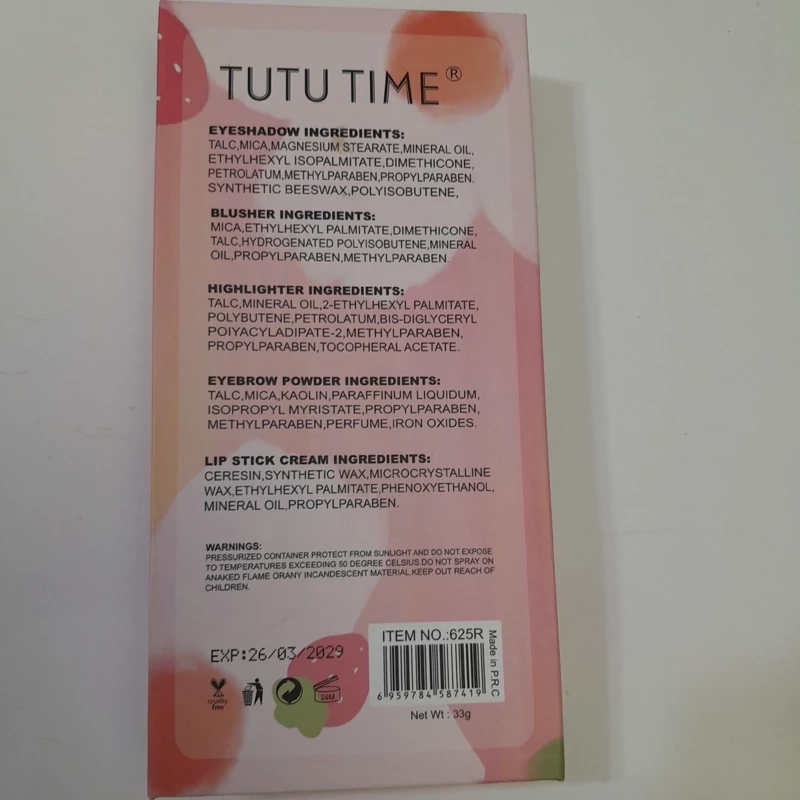 TUTU TIME®
EYESHADOW INGREDIENTS:
TALC,MICA,MAGNESIUM STEARATE,MINERAL OIL,
ETHYLHEXYL ISOPALMITATE,DIMETHICONE,
PETROLATUM,METHYLPARABEN,PROPYLPARABEN.
SYNTHETIC BEESWAX,POLYISOBUTENE,
BLUSHER INGREDIENTS:
MICA,ETHYLHEXYL PALMITATE,DIMETHICONE,
TALC,HYDROGENATED POLYISOBUTENE,MINERAL
OIL,PROPYLPARABEN,METHYLPARABEN.
HIGHLIGHTER INGREDIENTS:
TALC,MINERAL OIL,2-ETHYLHEXYL PALMITATE,
POLYBUTENE,PETROLATUM,BIS-DIGLYCERYL
POIYACYLADIPATE-2,METHYLPARABEN,
PROPYLPARABEN,TOCOPHERAL ACETATE.
EYEBROW POWDER INGREDIENTS:
TALC,MICA,KAOLIN,PARAFFINUM LIQUIDUM,
ISOPROPYL MYRISTATE,PROPYLPARABEN,
METHYLPARABEN,PERFUME,IRON OXIDES.
LIP STICK CREAM INGREDIENTS:
CERESIN,SYNTHETIC WAX,MICROCRYSTALLINE
WAX,ETHYLHEXYL PALMITATE,PHENOXYETHANOL,
MINERAL OIL,PROPYLPARABEN.
WARNINGS:
PRESSURIZED CONTAINER PROTECT FROM SUNLIGHT AND DO NOT EXPOSE
TO TEMPERATURES EXCEEDING 50 DEGREE CELSIUS.DO NOT SPRAY ON
ANAKED FLAME ORANY INCANDESCENT MATERIAL.KEEP OUT REACH OF
CHILDREN.
EXP:26/03/2029
cruelty
free
24M
ITEM NO.:625R
6 959784 587419
Made in P.R.C
Net Wt : 33g